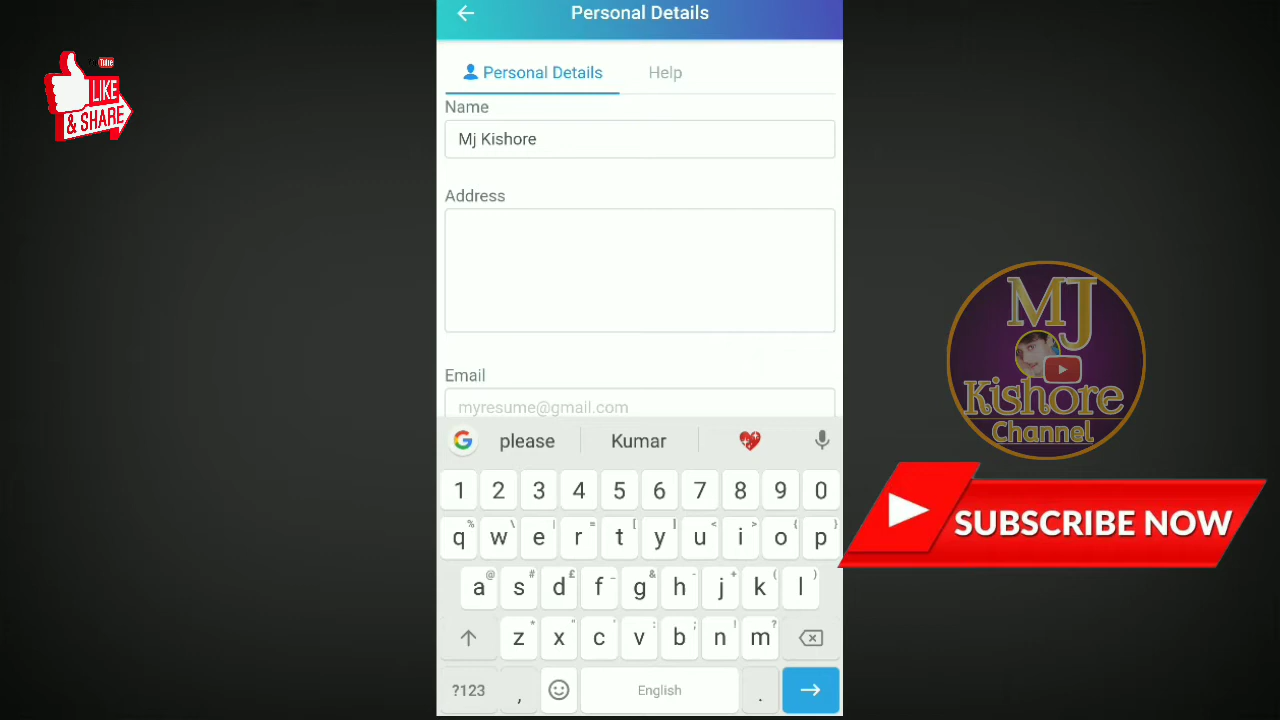 Personal Details
Personal Details Help
Name
Mj Kishore
Address
Email
myresume@gmail.com
please Kumar
1 2 3 4 5 6 7 8 9 0
% \ | = [ ] < > { }
q w e r t y u i o p
@ # £ _ & - + ( )
a s d f g h j k l
* " ' : ; ! ?
z x c v b n m
?123 , English .
LIKE
& SHARE
MJ
Kishore
Channel
SUBSCRIBE NOW